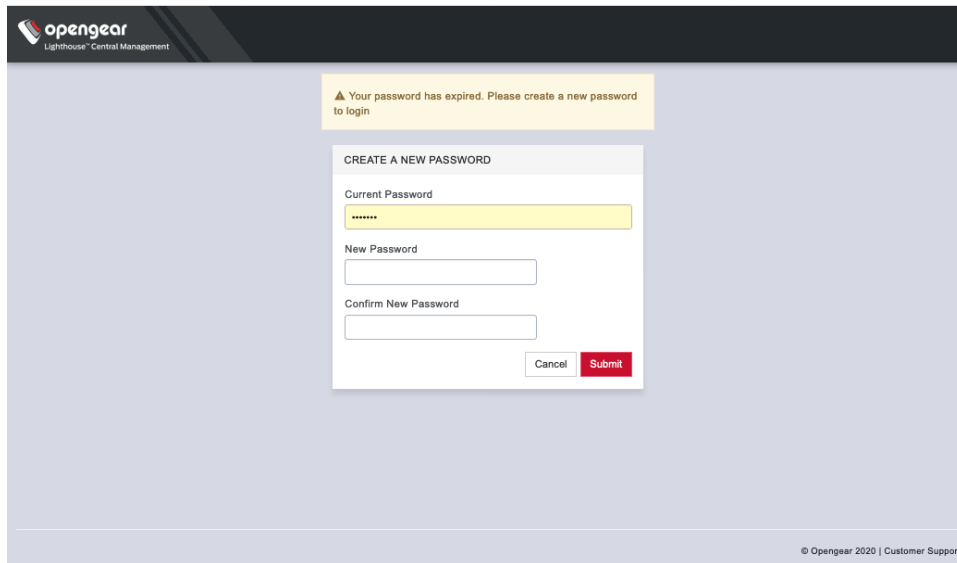 opengear
Lighthouse™ Central Management
Your password has expired. Please create a new password
to login
CREATE A NEW PASSWORD
Current Password
•••••••
New Password
Confirm New Password
Cancel
Submit
© Opengear 2020 | Customer Suppor